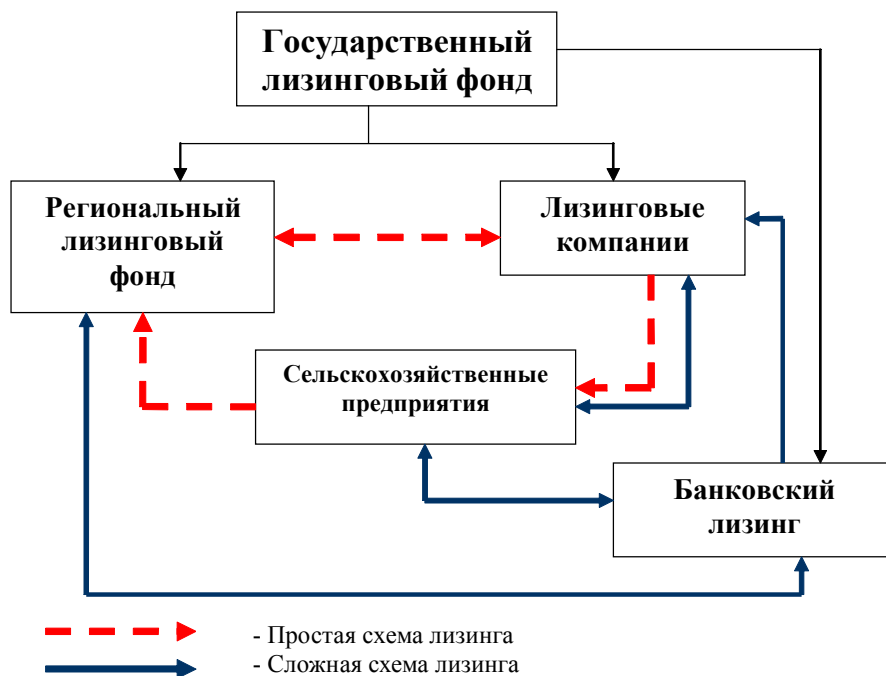 Государственный
лизинговый фонд
Региональный
лизинговый
фонд
Лизинговые
компании
Сельскохозяйственные
предприятия
Банковский
лизинг
- Простая схема лизинга
- Сложная схема лизинга